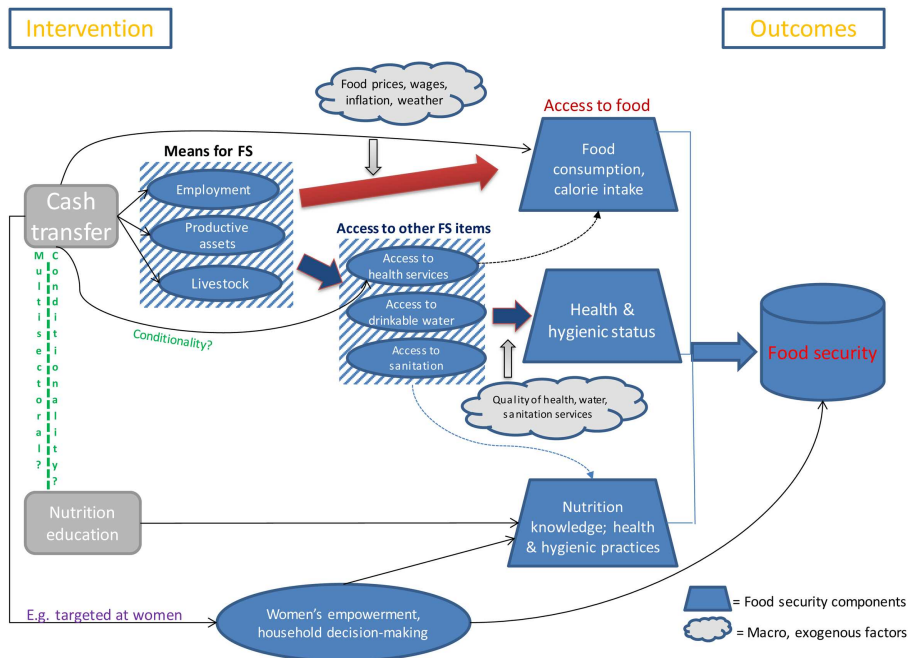 Intervention
Outcomes
Food prices, wages,
inflation, weather
Access to food
Means for FS
Food
consumption,
calorie intake
Employment
Cash
transfer
Productive
assets
Access to other FS items
Livestock
Access to
health services
Multisectoral?
Conditionality?
Access to
drinkable water
Health &
hygienic status
Conditionality?
Access to
sanitation
Food security
Quality of health, water,
sanitation services
Nutrition
education
Nutrition
knowledge; health
& hygienic practices
E.g. targeted at women
Women's empowerment,
household decision-making
= Food security components
= Macro, exogenous factors